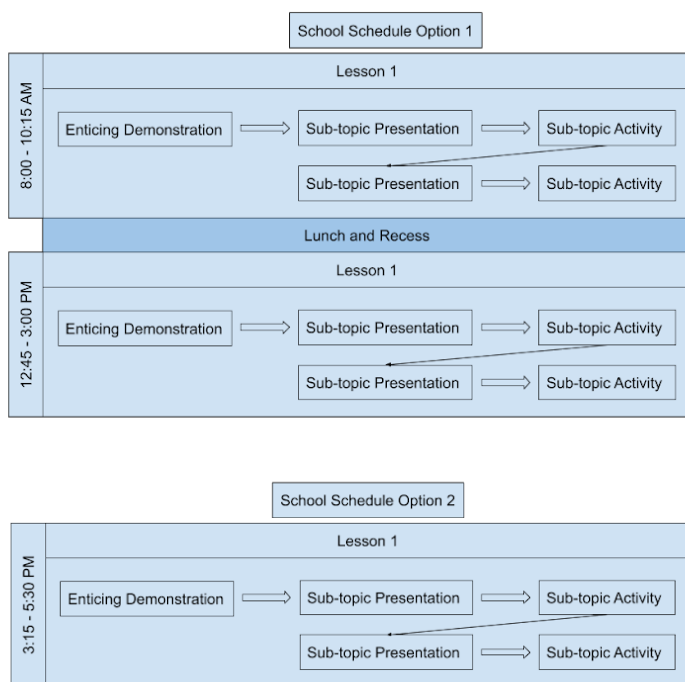 School Schedule Option 1
8:00 - 10:15 AM
Lesson 1
Enticing Demonstration
Sub-topic Presentation
Sub-topic Activity
Sub-topic Presentation
Sub-topic Activity
Lunch and Recess
12:45 - 3:00 PM
Lesson 1
Enticing Demonstration
Sub-topic Presentation
Sub-topic Activity
Sub-topic Presentation
Sub-topic Activity
School Schedule Option 2
3:15 - 5:30 PM
Lesson 1
Enticing Demonstration
Sub-topic Presentation
Sub-topic Activity
Sub-topic Presentation
Sub-topic Activity